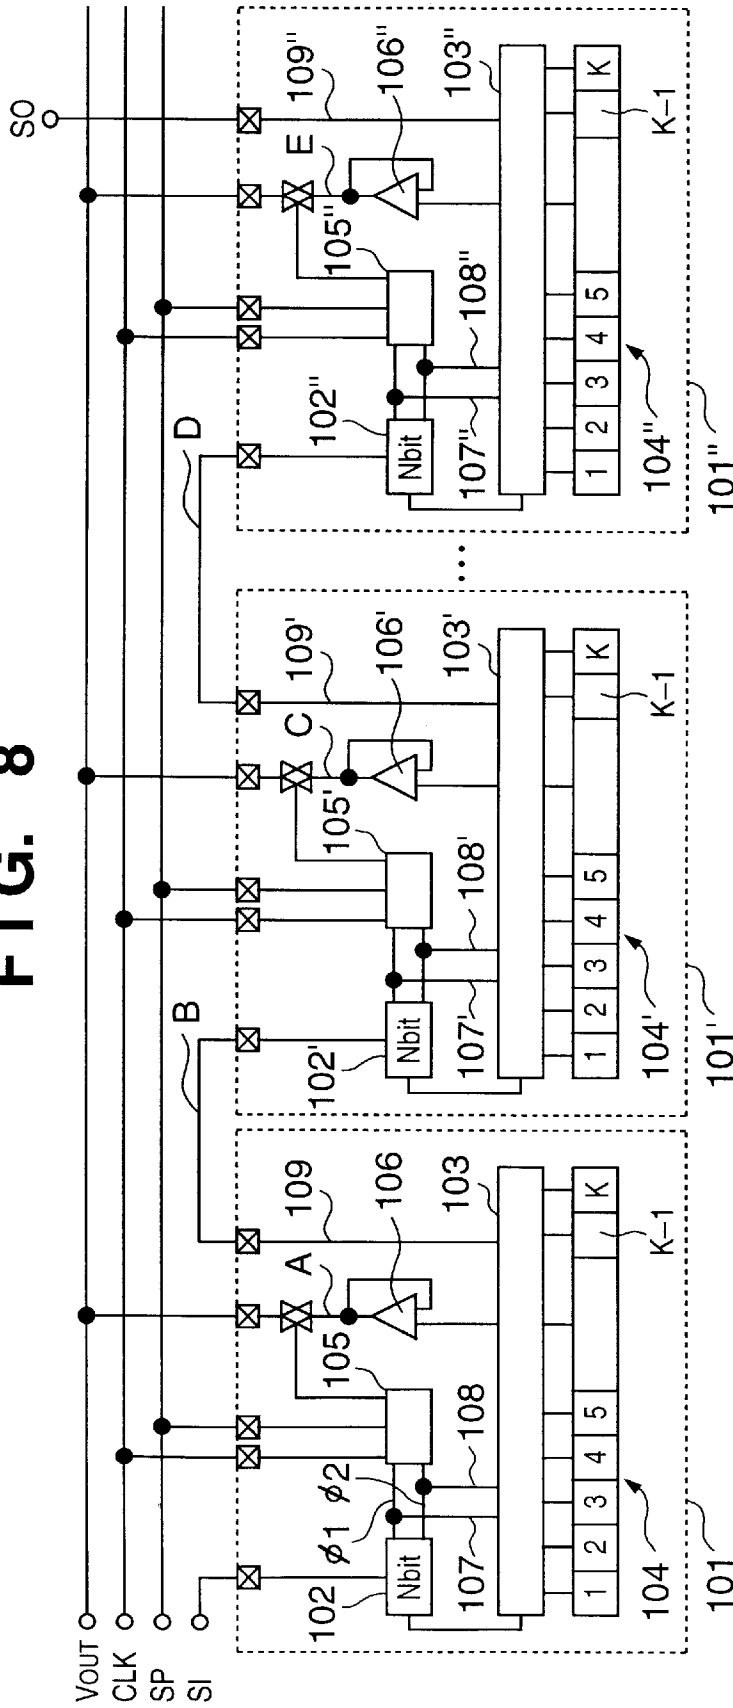 FIG. 8
VOUT
CLK
SP
SI
SO
A
B
C
D
E
102
Nbit
ϕ1
ϕ2
105
106
109
107
108
103
1 2 3 4 5 K
K–1
104
101
102'
Nbit
105'
106'
109'
107'
108'
103'
1 2 3 4 5 K
K–1
104'
101'
...
102"
Nbit
105"
106"
109"
107"
108"
103"
1 2 3 4 5 K
K–1
104"
101"